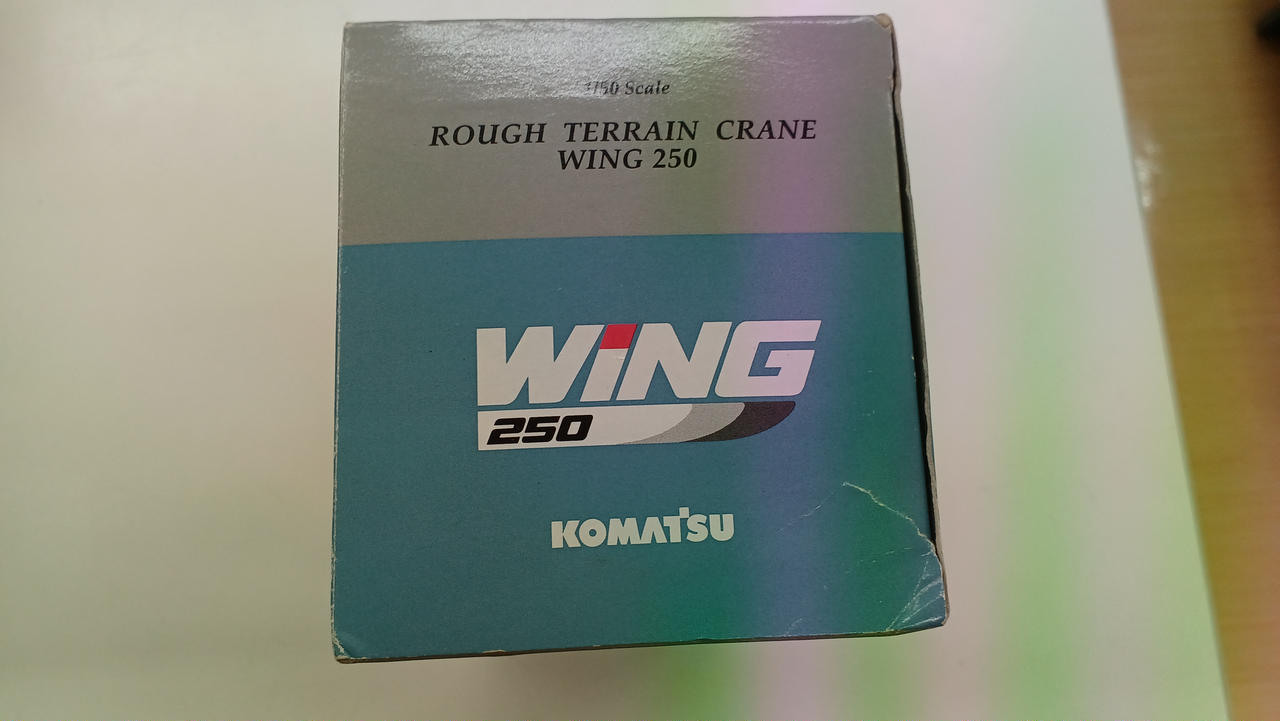 1/50 Scale
ROUGH TERRAIN CRANE
WING 250
WiNG
250
KOMATSU